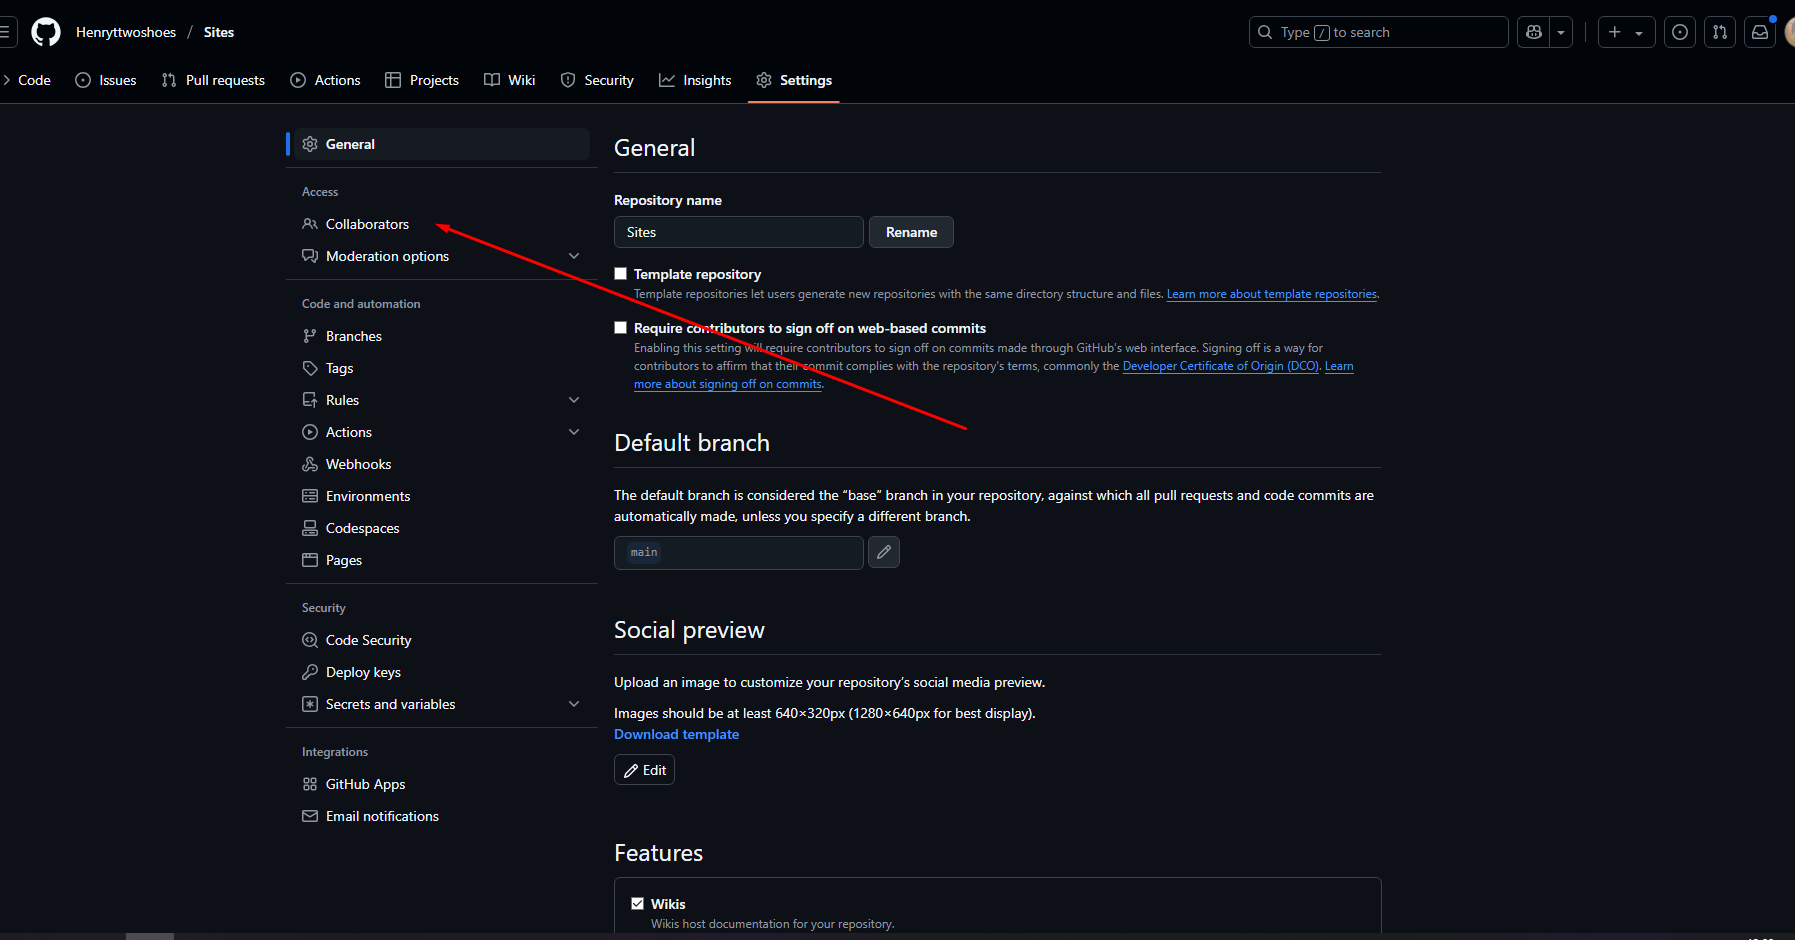 Henryttwoshoes / Sites
Type / to search
Code
Issues
Pull requests
Actions
Projects
Wiki
Security
Insights
Settings
General
Access
Collaborators
Moderation options
Code and automation
Branches
Tags
Rules
Actions
Webhooks
Environments
Codespaces
Pages
Security
Code Security
Deploy keys
Secrets and variables
Integrations
GitHub Apps
Email notifications
General
Repository name
Sites
Rename
Template repository
Template repositories let users generate new repositories with the same directory structure and files. Learn more about template repositories.
Require contributors to sign off on web-based commits
Enabling this setting will require contributors to sign off on commits made through GitHub's web interface. Signing off is a way for
contributors to affirm that their commit complies with the repository's terms, commonly the Developer Certificate of Origin (DCO). Learn
more about signing off on commits.
Default branch
The default branch is considered the “base” branch in your repository, against which all pull requests and code commits are
automatically made, unless you specify a different branch.
main
Social preview
Upload an image to customize your repository’s social media preview.
Images should be at least 640×320px (1280×640px for best display).
Download template
Edit
Features
Wikis
Wikis host documentation for your repository.